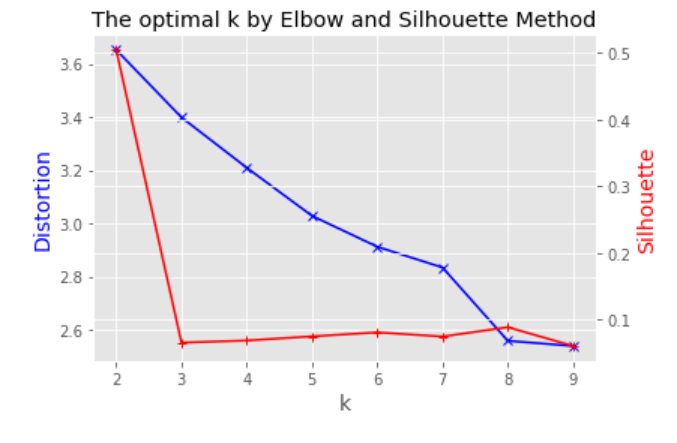 The optimal k by Elbow and Silhouette Method
Distortion
3.6
3.4
3.2
3.0
2.8
2.6
0.5
0.4
0.3
0.2
0.1
Silhouette
2 3 4 5 6 7 8 9
k